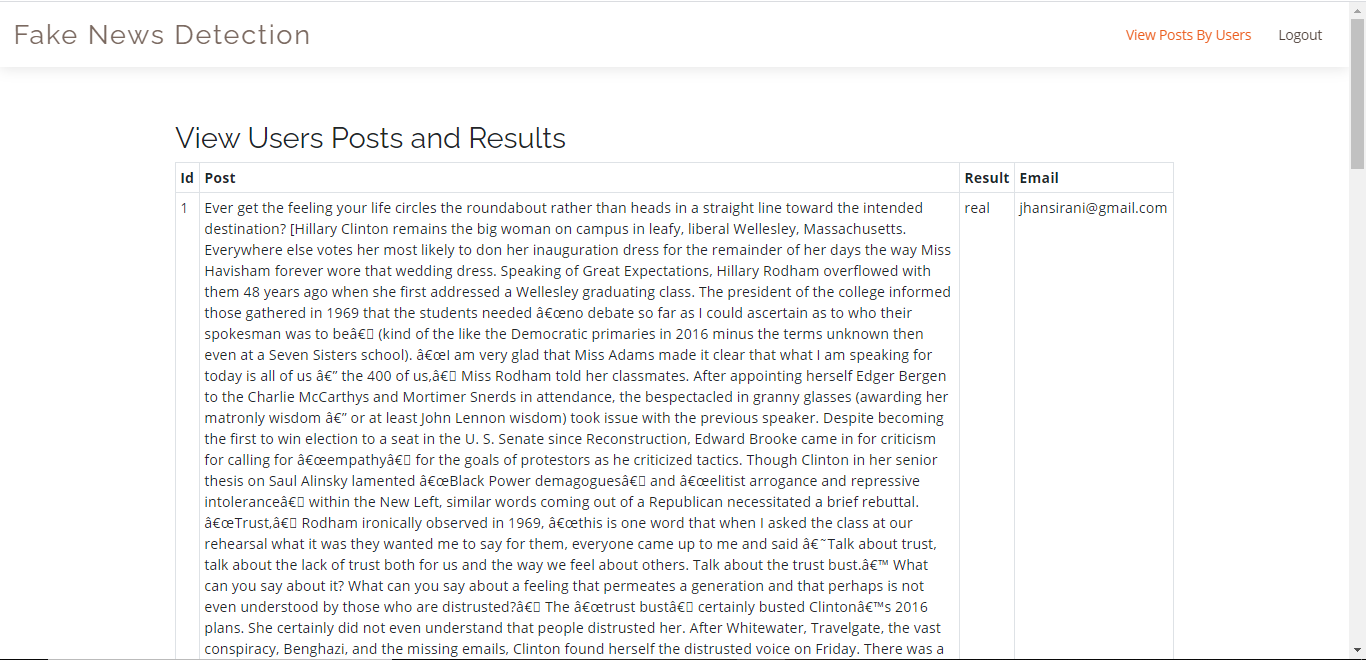 Fake News Detection
View Posts By Users
Logout
View Users Posts and Results
Id Post Result Email
1 Ever get the feeling your life circles the roundabout rather than heads in a straight line toward the intended real jhansirani@gmail.com
destination? [Hillary Clinton remains the big woman on campus in leafy, liberal Wellesley, Massachusetts.
Everywhere else votes her most likely to don her inauguration dress for the remainder of her days the way Miss
Havisham forever wore that wedding dress. Speaking of Great Expectations, Hillary Rodham overflowed with
them 48 years ago when she first addressed a Wellesley graduating class. The president of the college informed
those gathered in 1969 that the students needed â€œno debate so far as I could ascertain as to who their
spokesman was to beâ€▯ (kind of the like the Democratic primaries in 2016 minus the terms unknown then
even at a Seven Sisters school). â€œI am very glad that Miss Adams made it clear that what I am speaking for
today is all of us â€” the 400 of us,â€▯ Miss Rodham told her classmates. After appointing herself Edger Bergen
to the Charlie McCarthys and Mortimer Snerds in attendance, the bespectacled in granny glasses (awarding her
matronly wisdom â€” or at least John Lennon wisdom) took issue with the previous speaker. Despite becoming
the first to win election to a seat in the U. S. Senate since Reconstruction, Edward Brooke came in for criticism
for calling for â€œempathyâ€▯ for the goals of protestors as he criticized tactics. Though Clinton in her senior
thesis on Saul Alinsky lamented â€œBlack Power demagoguesâ€▯ and â€œelitist arrogance and repressive
intoleranceâ€▯ within the New Left, similar words coming out of a Republican necessitated a brief rebuttal.
â€œTrust,â€▯ Rodham ironically observed in 1969, â€œthis is one word that when I asked the class at our
rehearsal what it was they wanted me to say for them, everyone came up to me and said â€˜Talk about trust,
talk about the lack of trust both for us and the way we feel about others. Talk about the trust bust.â€™ What
can you say about it? What can you say about a feeling that permeates a generation and that perhaps is not
even understood by those who are distrusted?â€▯ The â€œtrust bustâ€▯ certainly busted Clintonâ€™s 2016
plans. She certainly did not even understand that people distrusted her. After Whitewater, Travelgate, the vast
conspiracy, Benghazi, and the missing emails, Clinton found herself the distrusted voice on Friday. There was a